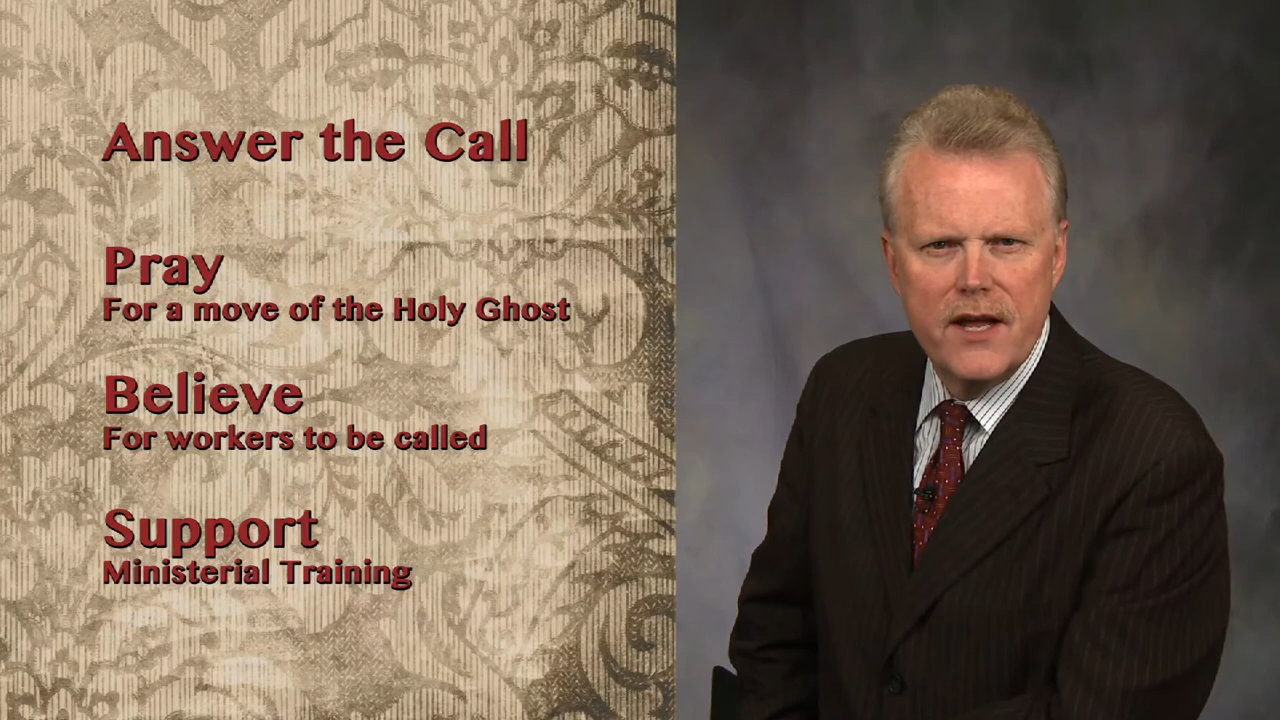 Answer the Call
Pray
For a move of the Holy Ghost
Believe
For workers to be called
Support
Ministerial Training